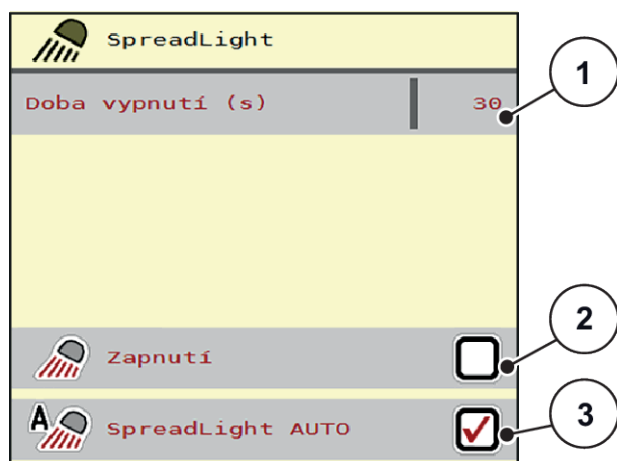 SpreadLight
Doba vypnutí (s) 30
1
Zapnutí
2
A
SpreadLight AUTO
3